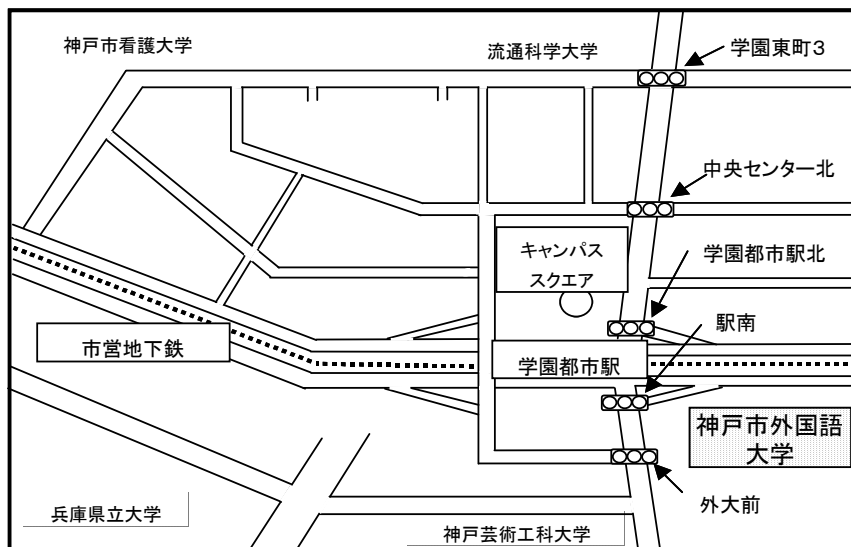 神戸市看護大学
流通科学大学
学園東町3
中央センター北
キャンパス
スクエア
学園都市駅北
駅南
市営地下鉄
学園都市駅
神戸市外国語
大学
外大前
兵庫県立大学
神戸芸術工科大学